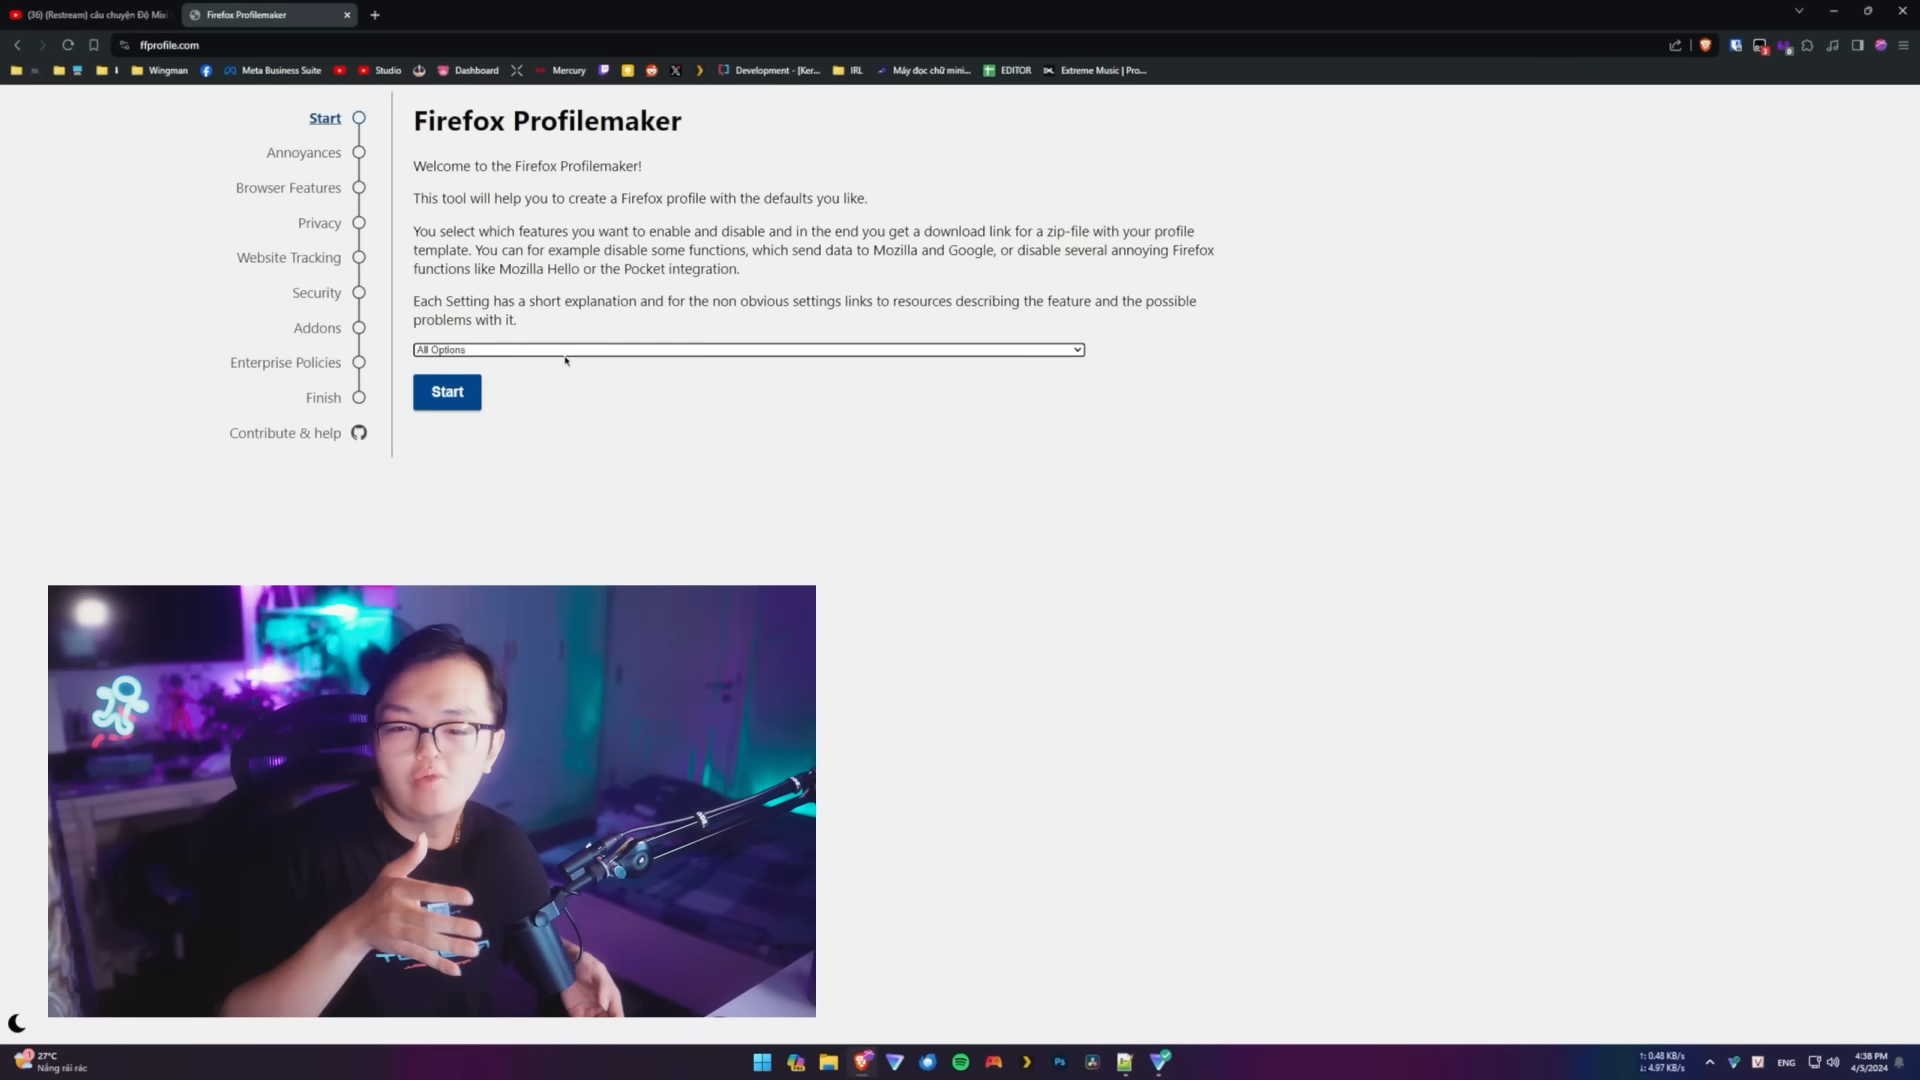 (36) (Restream) câu chuyện Độ Mixi
Firefox Profilemaker
ffprofile.com
Wingman
Meta Business Suite
Studio
Dashboard
Mercury
Development - [Ker...
IRL
Máy đọc chữ mini...
EDITOR
Extreme Music | Pro...
Start
Annoyances
Browser Features
Privacy
Website Tracking
Security
Addons
Enterprise Policies
Finish
Contribute & help
Firefox Profilemaker
Welcome to the Firefox Profilemaker!
This tool will help you to create a Firefox profile with the defaults you like.
You select which features you want to enable and disable and in the end you get a download link for a zip-file with your profile
template. You can for example disable some functions, which send data to Mozilla and Google, or disable several annoying Firefox
functions like Mozilla Hello or the Pocket integration.
Each Setting has a short explanation and for the non obvious settings links to resources describing the feature and the possible
problems with it.
All Options
Start
27°C
Nắng rải rác
Ps
↑: 0.48 KB/s
↓: 4.97 KB/s
V
ENG
4:38 PM
4/5/2024